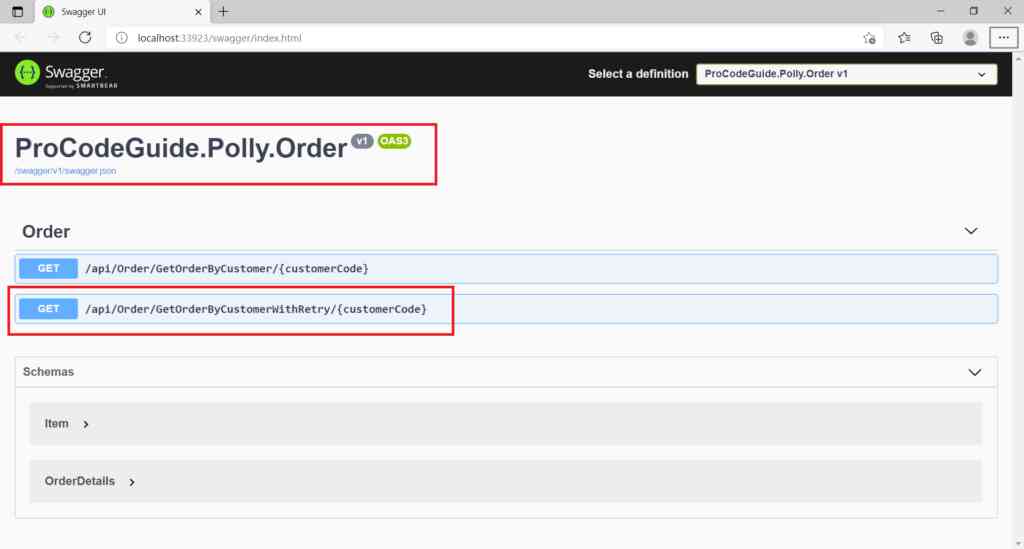 Swagger UI
localhost:33923/swagger/index.html
Swagger.
Supported by SMARTBEAR
Select a definition
ProCodeGuide.Polly.Order v1
ProCodeGuide.Polly.Order v1 OAS3
/swagger/v1/swagger.json
Order
GET /api/Order/GetOrderByCustomer/{customerCode}
GET /api/Order/GetOrderByCustomerWithRetry/{customerCode}
Schemas
Item
OrderDetails